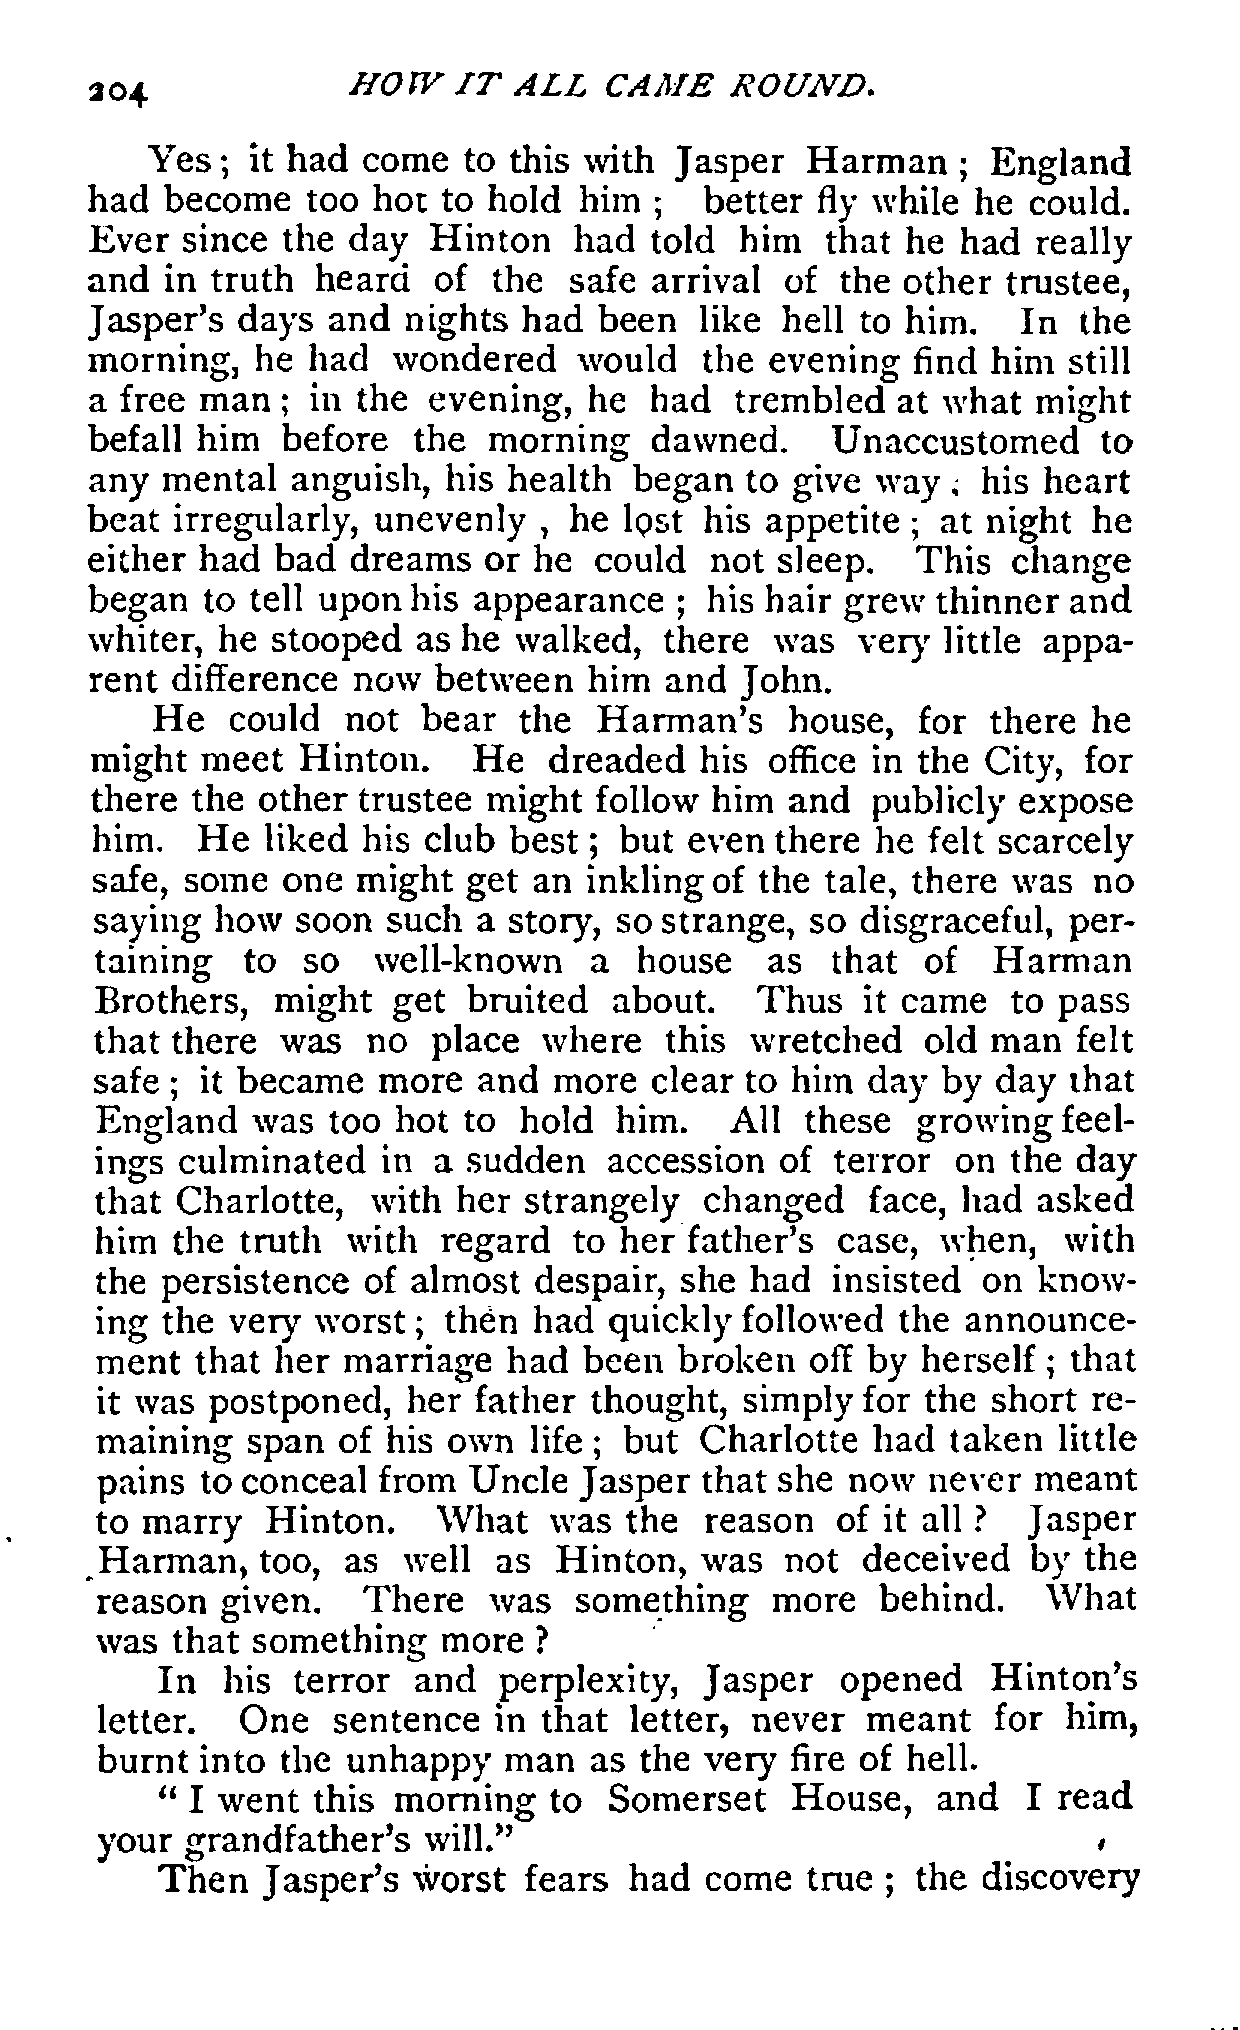 204 HOW IT ALL CAME ROUND.
Yes; it had come to this with Jasper Harman; England
had become too hot to hold him; better fly while he could.
Ever since the day Hinton had told him that he had really
and in truth heard of the safe arrival of the other trustee,
Jasper's days and nights had been like hell to him. In the
morning, he had wondered would the evening find him still
a free man; in the evening, he had trembled at what might
befall him before the morning dawned. Unaccustomed to
any mental anguish, his health began to give way; his heart
beat irregularly, unevenly, he lost his appetite; at night he
either had bad dreams or he could not sleep. This change
began to tell upon his appearance; his hair grew thinner and
whiter, he stooped as he walked, there was very little appa-
rent difference now between him and John.
He could not bear the Harman's house, for there he
might meet Hinton. He dreaded his office in the City, for
there the other trustee might follow him and publicly expose
him. He liked his club best; but even there he felt scarcely
safe, some one might get an inkling of the tale, there was no
saying how soon such a story, so strange, so disgraceful, per-
taining to so well-known a house as that of Harman
Brothers, might get bruited about. Thus it came to pass
that there was no place where this wretched old man felt
safe; it became more and more clear to him day by day that
England was too hot to hold him. All these growing feel-
ings culminated in a sudden accession of terror on the day
that Charlotte, with her strangely changed face, had asked
him the truth with regard to her father's case, when, with
the persistence of almost despair, she had insisted on know-
ing the very worst; then had quickly followed the announce-
ment that her marriage had been broken off by herself; that
it was postponed, her father thought, simply for the short re-
maining span of his own life; but Charlotte had taken little
pains to conceal from Uncle Jasper that she now never meant
to marry Hinton. What was the reason of it all? Jasper
Harman, too, as well as Hinton, was not deceived by the
reason given. There was something more behind. What
was that something more?
In his terror and perplexity, Jasper opened Hinton's
letter. One sentence in that letter, never meant for him,
burnt into the unhappy man as the very fire of hell.
"I went this morning to Somerset House, and I read
your grandfather's will."
Then Jasper's worst fears had come true; the discovery